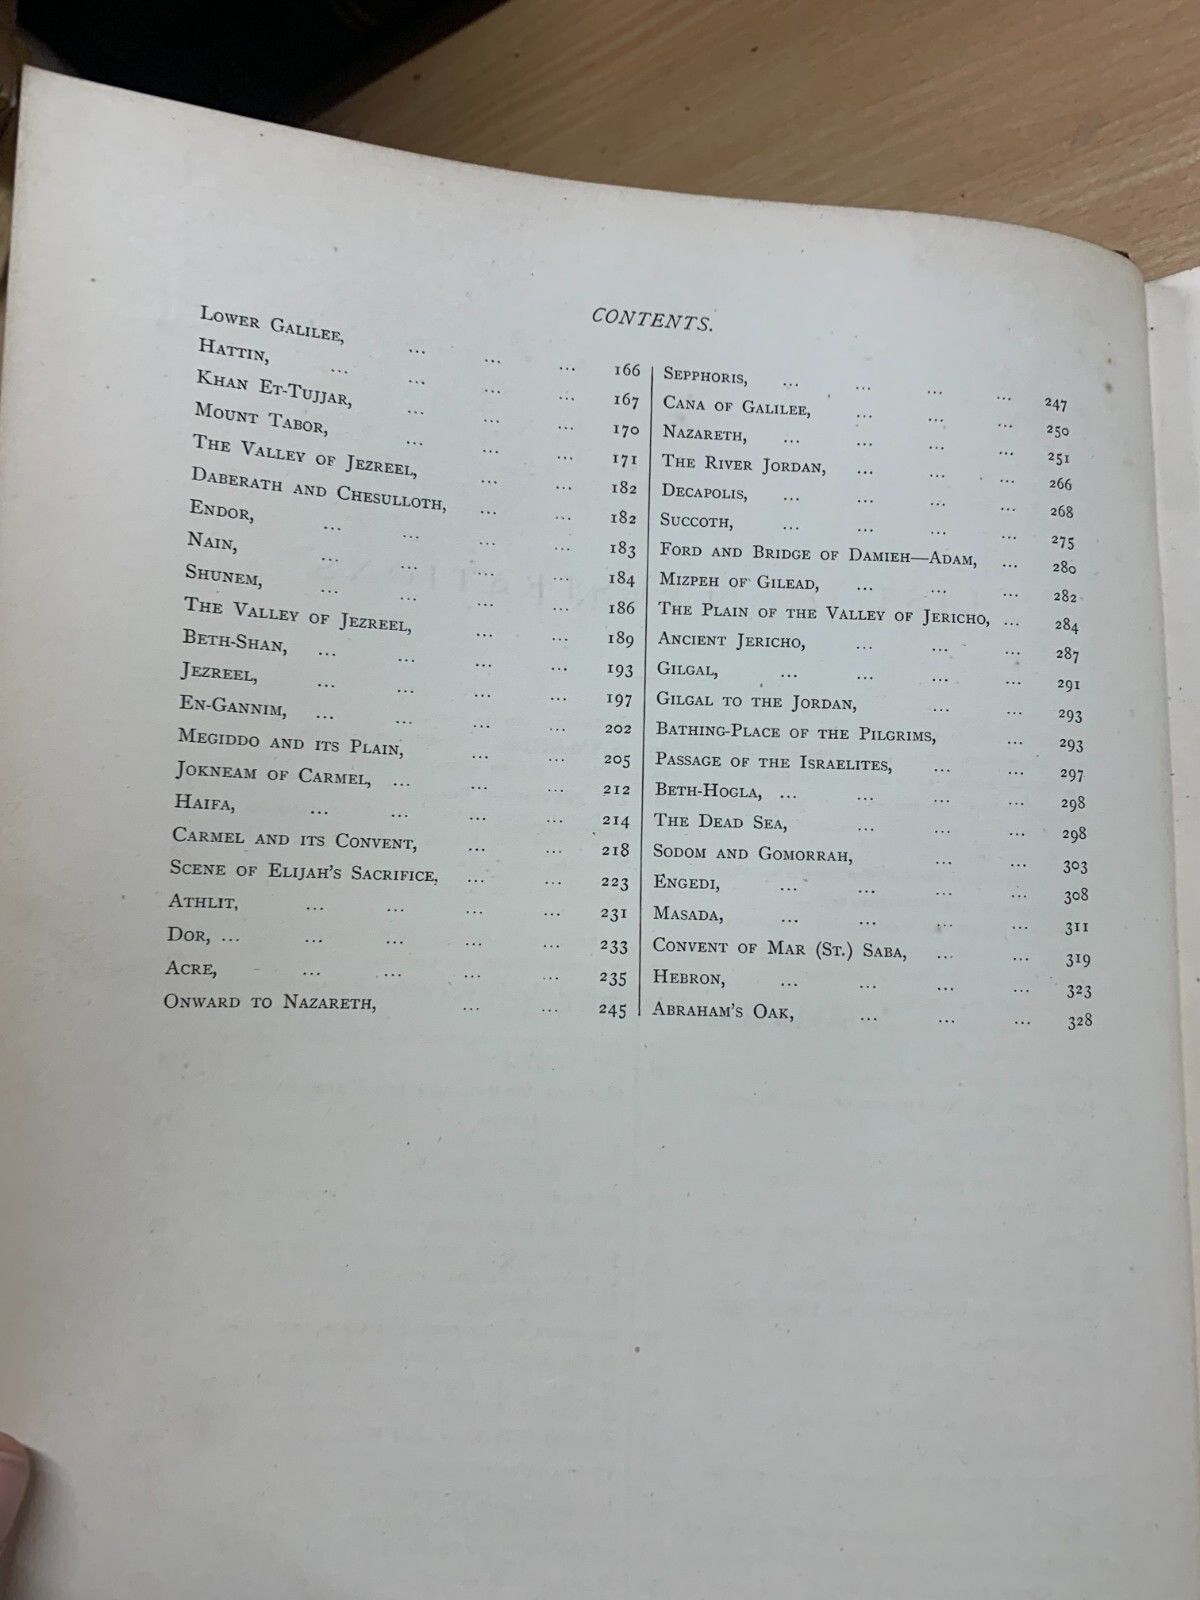 CONTENTS.
LOWER GALILEE, ... ... ... 166
HATTIN, ... ... ... ... 167
KHAN ET-TUJJAR, ... ... ... 170
MOUNT TABOR, ... ... ... 171
THE VALLEY OF JEZREEL, ... ... 182
DABERATH AND CHESULLOTH, ... ... 182
ENDOR, ... ... ... ... 183
NAIN, ... ... ... ... 184
SHUNEM, ... ... ... ... 186
THE VALLEY OF JEZREEL, ... ... 189
BETH-SHAN, ... ... ... ... 193
JEZREEL, ... ... ... ... 197
EN-GANNIM, ... ... ... ... 202
MEGIDDO AND ITS PLAIN, ... ... 205
JOKNEAM OF CARMEL, ... ... ... 212
HAIFA, ... ... ... ... 214
CARMEL AND ITS CONVENT, ... ... 218
SCENE OF ELIJAH'S SACRIFICE, ... ... 223
ATHLIT, ... ... ... ... 231
DOR, ... ... ... ... ... 233
ACRE, ... ... ... ... 235
ONWARD TO NAZARETH, ... ... 245
SEPPHORIS, ... ... ... ... 247
CANA OF GALILEE, ... ... ... 250
NAZARETH, ... ... ... ... 251
THE RIVER JORDAN, ... ... ... 266
DECAPOLIS, ... ... ... ... 268
SUCCOTH, ... ... ... ... 275
FORD AND BRIDGE OF DAMIEH—ADAM, ... 280
MIZPEH OF GILEAD, ... ... ... 282
THE PLAIN OF THE VALLEY OF JERICHO, ... 284
ANCIENT JERICHO, ... ... ... 287
GILGAL, ... ... ... ... 291
GILGAL TO THE JORDAN, ... ... 293
BATHING-PLACE OF THE PILGRIMS, ... 293
PASSAGE OF THE ISRAELITES, ... ... 297
BETH-HOGLA, ... ... ... ... 298
THE DEAD SEA, ... ... ... 298
SODOM AND GOMORRAH, ... ... 303
ENGEDI, ... ... ... ... 308
MASADA, ... ... ... ... 311
CONVENT OF MAR (ST.) SABA, ... ... 319
HEBRON, ... ... ... ... 323
ABRAHAM'S OAK, ... ... ... 328